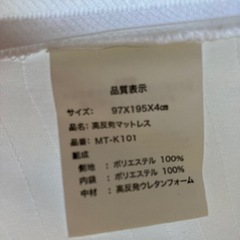 品質表示
サイズ： 97X195X4㎝
品名：高反発マットレス
品番： MT-K101
組成
側地： ポリエステル 100%
内袋： ポリエステル 100%
中材： 高反発ウレタンフォーム